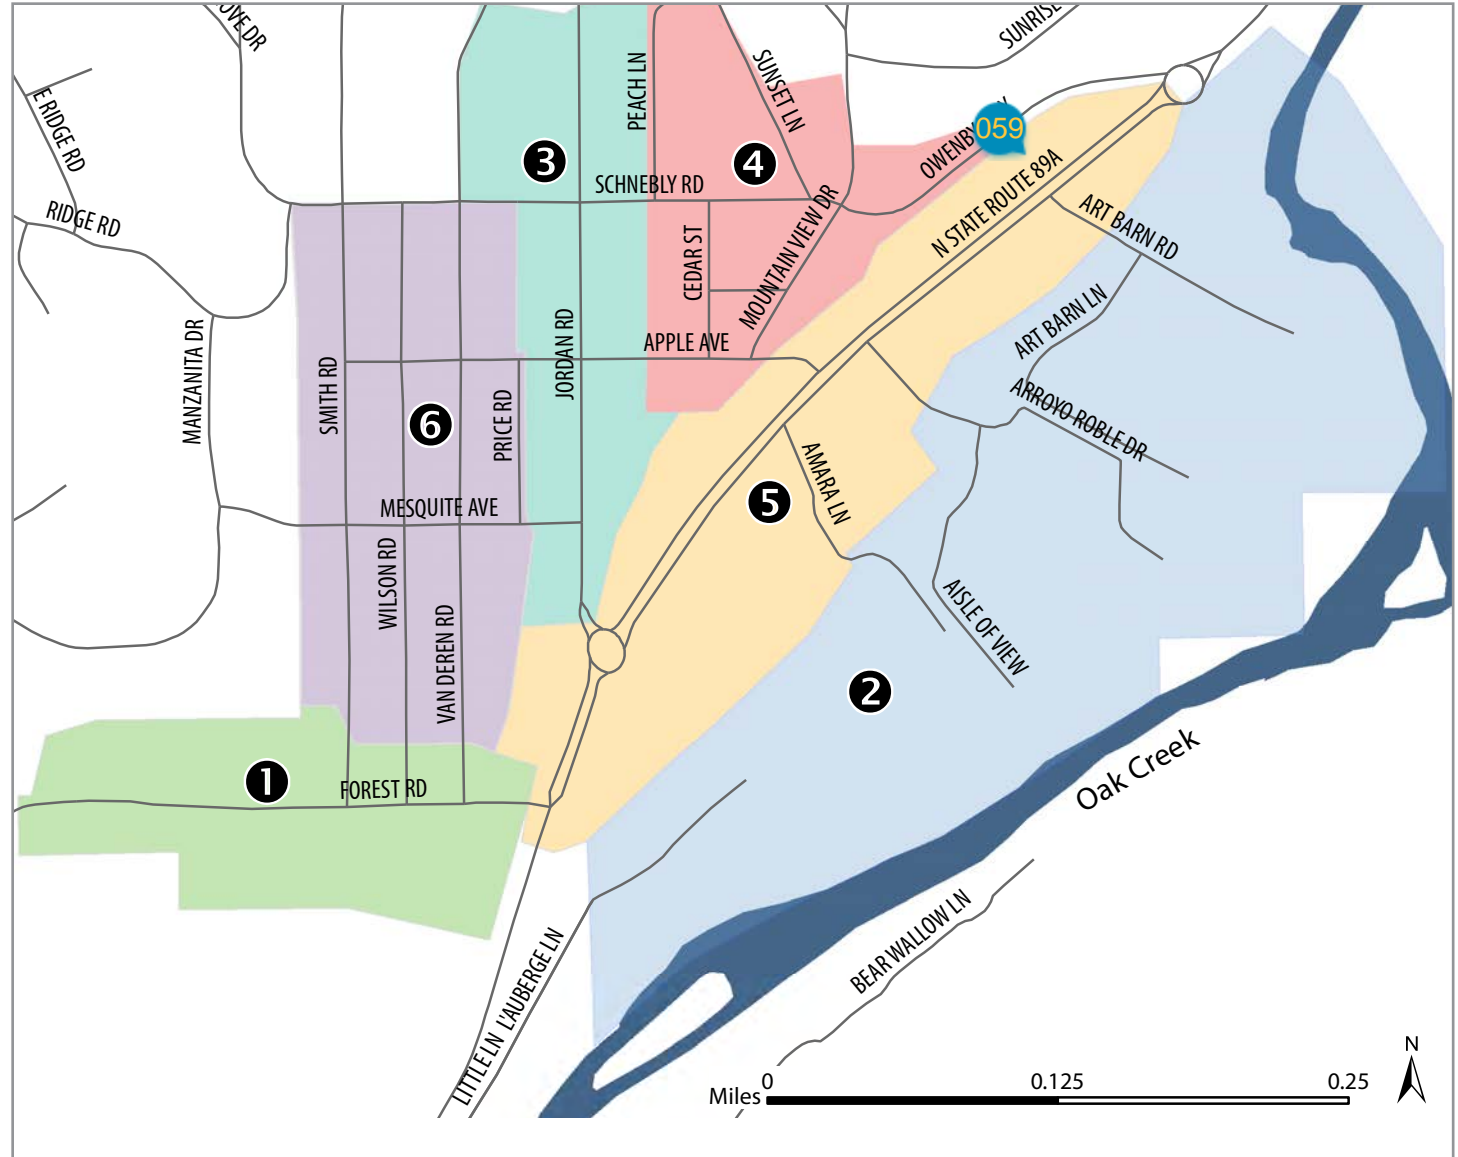 SUNRISE
E RIDGE RD
PEACH LN
SUNSET LN
059
3
4
SCHNEBLY RD
N STATE ROUTE 89A
RIDGE RD
ART BARN RD
CEDAR ST
MOUNTAIN VIEW DR
ART BARN LN
MANZANITA DR
SMITH RD
JORDAN RD
APPLE AVE
PRICE RD
ARROYO ROBLE DR
6
AMARA LN
5
MESQUITE AVE
WILSON RD
VAN DEREN RD
AISLE OF VIEW
2
Oak Creek
1
FOREST RD
BEAR WALLOW LN
L'AUBERGE LN
LITTLE LN
N
0 0.125 0.25
Miles